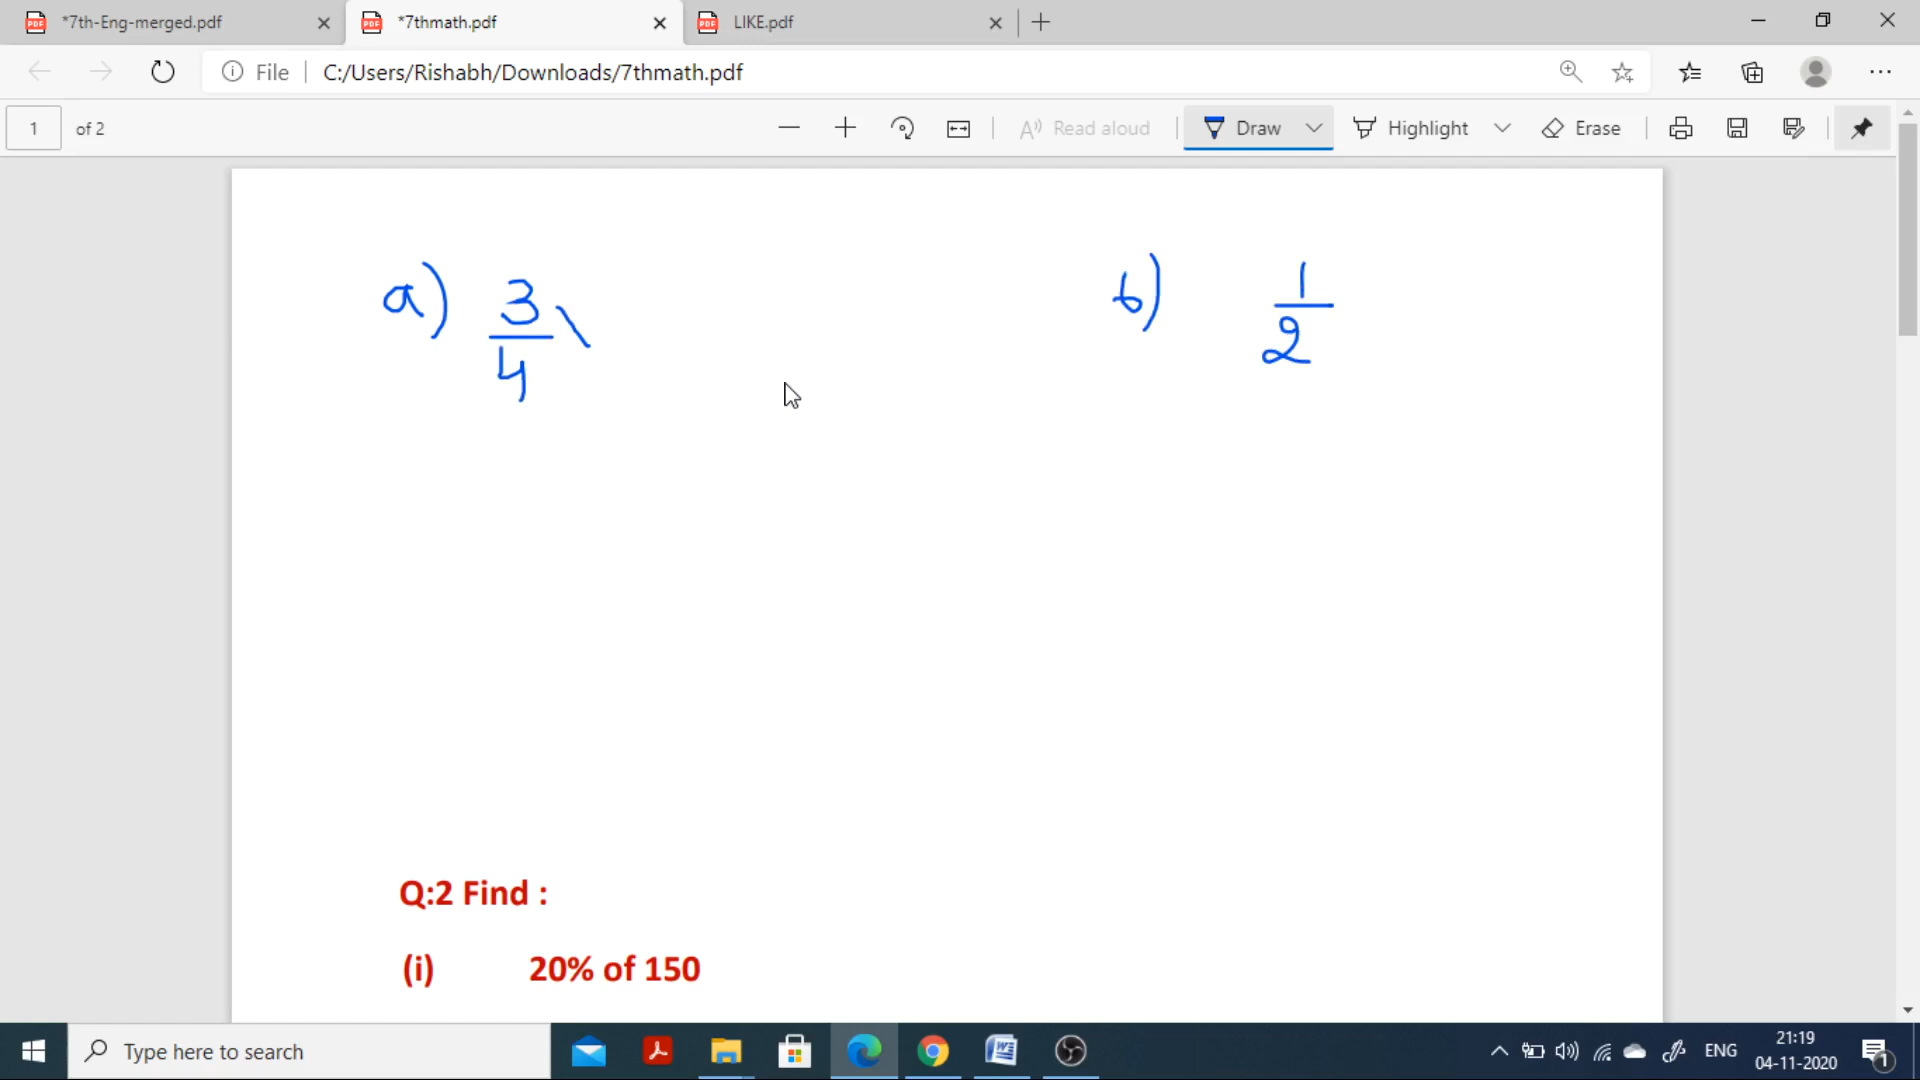 *7th-Eng-merged.pdf *7thmath.pdf LIKE.pdf
File C:/Users/Rishabh/Downloads/7thmath.pdf
1 of 2 Read aloud Draw Highlight Erase
a) 3/4 \ b) 1/2
Q:2 Find :
(i) 20% of 150
Type here to search ENG 21:19
04-11-2020 1